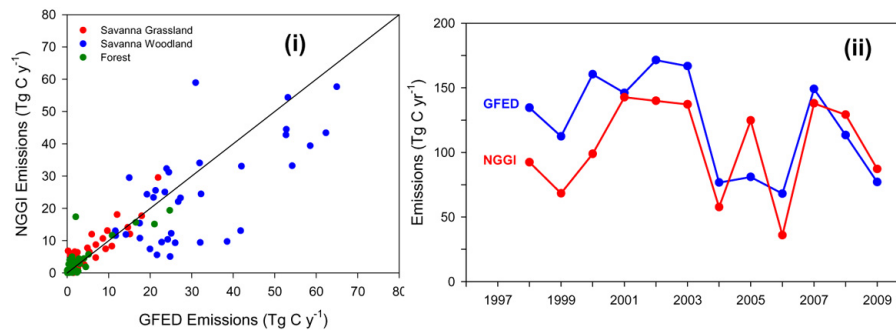 80
70
60
50
40
30
20
10
0
NGGI Emissions (Tg C y⁻¹)
Savanna Grassland
Savanna Woodland
Forest
(i)
0 10 20 30 40 50 60 70 80
GFED Emissions (Tg C y⁻¹)
200
150
100
50
0
Emissions (Tg C yr⁻¹)
(ii)
GFED
NGGI
1997 1999 2001 2003 2005 2007 2009